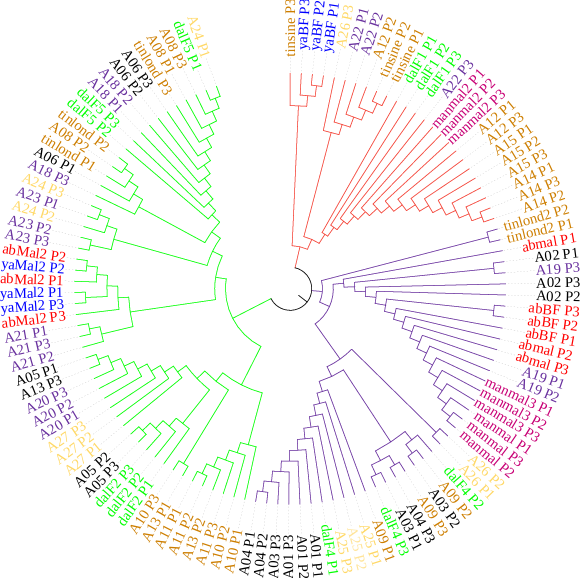 tinsine P3
yaBF P3
yaBF P2
yaBF P1
A26 P3
A22 P1
A22 P2
A12 P2
tinsine P2
tinsine P1
dalF1 P1
dalF1 P2
dalF1 P3
A22 P3
manmal2 P1
manmal2 P2
manmal2 P3
A12 P1
A12 P3
A15 P1
A15 P2
A15 P3
A14 P1
A14 P3
A14 P2
tinlond2 P2
tinlond2 P1
abmal P1
A02 P1
A19 P3
A02 P3
A02 P2
abBF P3
abBF P2
abBF P1
abmal P2
abmal P3
A19 P1
A19 P2
manmal3 P1
manmal3 P2
manmal3 P3
manmal P1
manmal P3
manmal P2
A26 P2
A26 P1
dalF4 P2
A09 P2
A03 P2
A09 P3
A04 P3
A03 P1
dalF4 P3
A09 P1
A25 P1
A25 P2
A25 P3
dalF4 P1
A01 P1
A01 P2
A01 P3
A03 P3
A04 P2
A04 P1
A10 P1
A10 P2
A11 P3
A13 P2
A11 P2
A11 P1
A13 P1
A10 P3
dalF2 P1
dalF2 P2
dalF2 P3
A05 P3
A05 P2
A27 P1
A27 P2
A27 P3
A20 P1
A20 P2
A20 P3
A13 P3
A05 P1
A21 P2
A21 P3
A21 P1
abMal2 P3
yaMal2 P3
yaMal2 P1
abMal2 P1
yaMal2 P2
abMal2 P2
A23 P3
A23 P2
A24 P2
A23 P1
A24 P3
A18 P3
A06 P1
tinlond P1
A08 P2
tinlond P2
dalF5 P2
dalF5 P3
A18 P1
A18 P2
A06 P2
A06 P3
tinlond P3
A08 P1
A08 P3
dalF5 P1
A24 P1